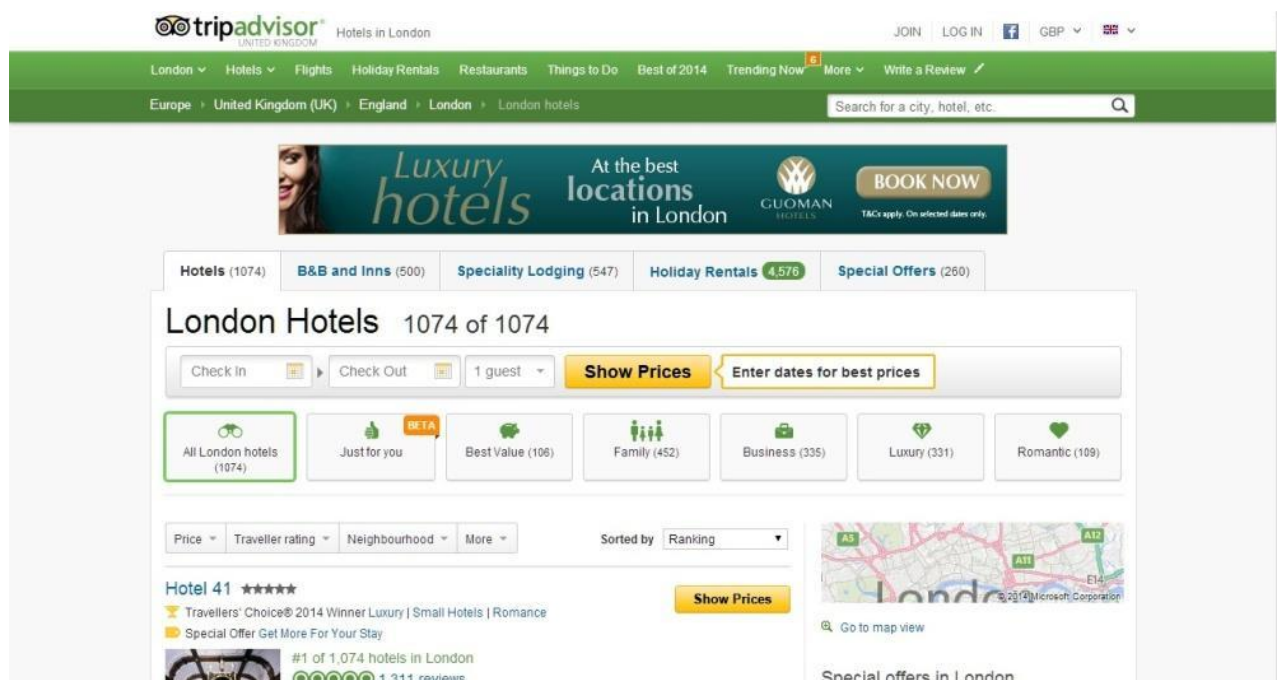 tripadvisor®
UNITED KINGDOM
Hotels in London
JOIN LOG IN f GBP
London Hotels Flights Holiday Rentals Restaurants Things to Do Best of 2014 Trending Now 6 More Write a Review
Europe United Kingdom (UK) England London London hotels Search for a city, hotel, etc.
Luxury hotels
At the best
locations
in London
GUOMAN
HOTELS
BOOK NOW
T&Cs apply. On selected dates only.
Hotels (1074) B&B and Inns (500) Speciality Lodging (547) Holiday Rentals 4,576 Special Offers (260)
London Hotels 1074 of 1074
Check In Check Out 1 guest Show Prices Enter dates for best prices
BETA
All London hotels (1074) Just for you Best Value (106) Family (452) Business (335) Luxury (331) Romantic (109)
Price Traveller rating Neighbourhood More Sorted by Ranking
A5 A12
A11
E14
London
© 2014 Microsoft Corporation
Hotel 41 Show Prices
Travellers' Choice® 2014 Winner Luxury | Small Hotels | Romance
Special Offer Get More For Your Stay
Go to map view
#1 of 1,074 hotels in London
1,311 reviews
Special offers in London